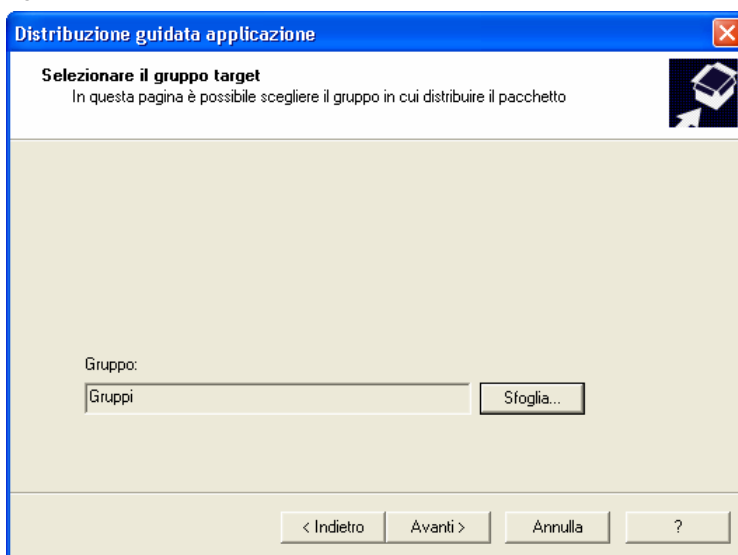 Distribuzione guidata applicazione
Selezionare il gruppo target
In questa pagina è possibile scegliere il gruppo in cui distribuire il pacchetto
Gruppo:
Gruppi
Sfoglia...
< Indietro
Avanti >
Annulla
?